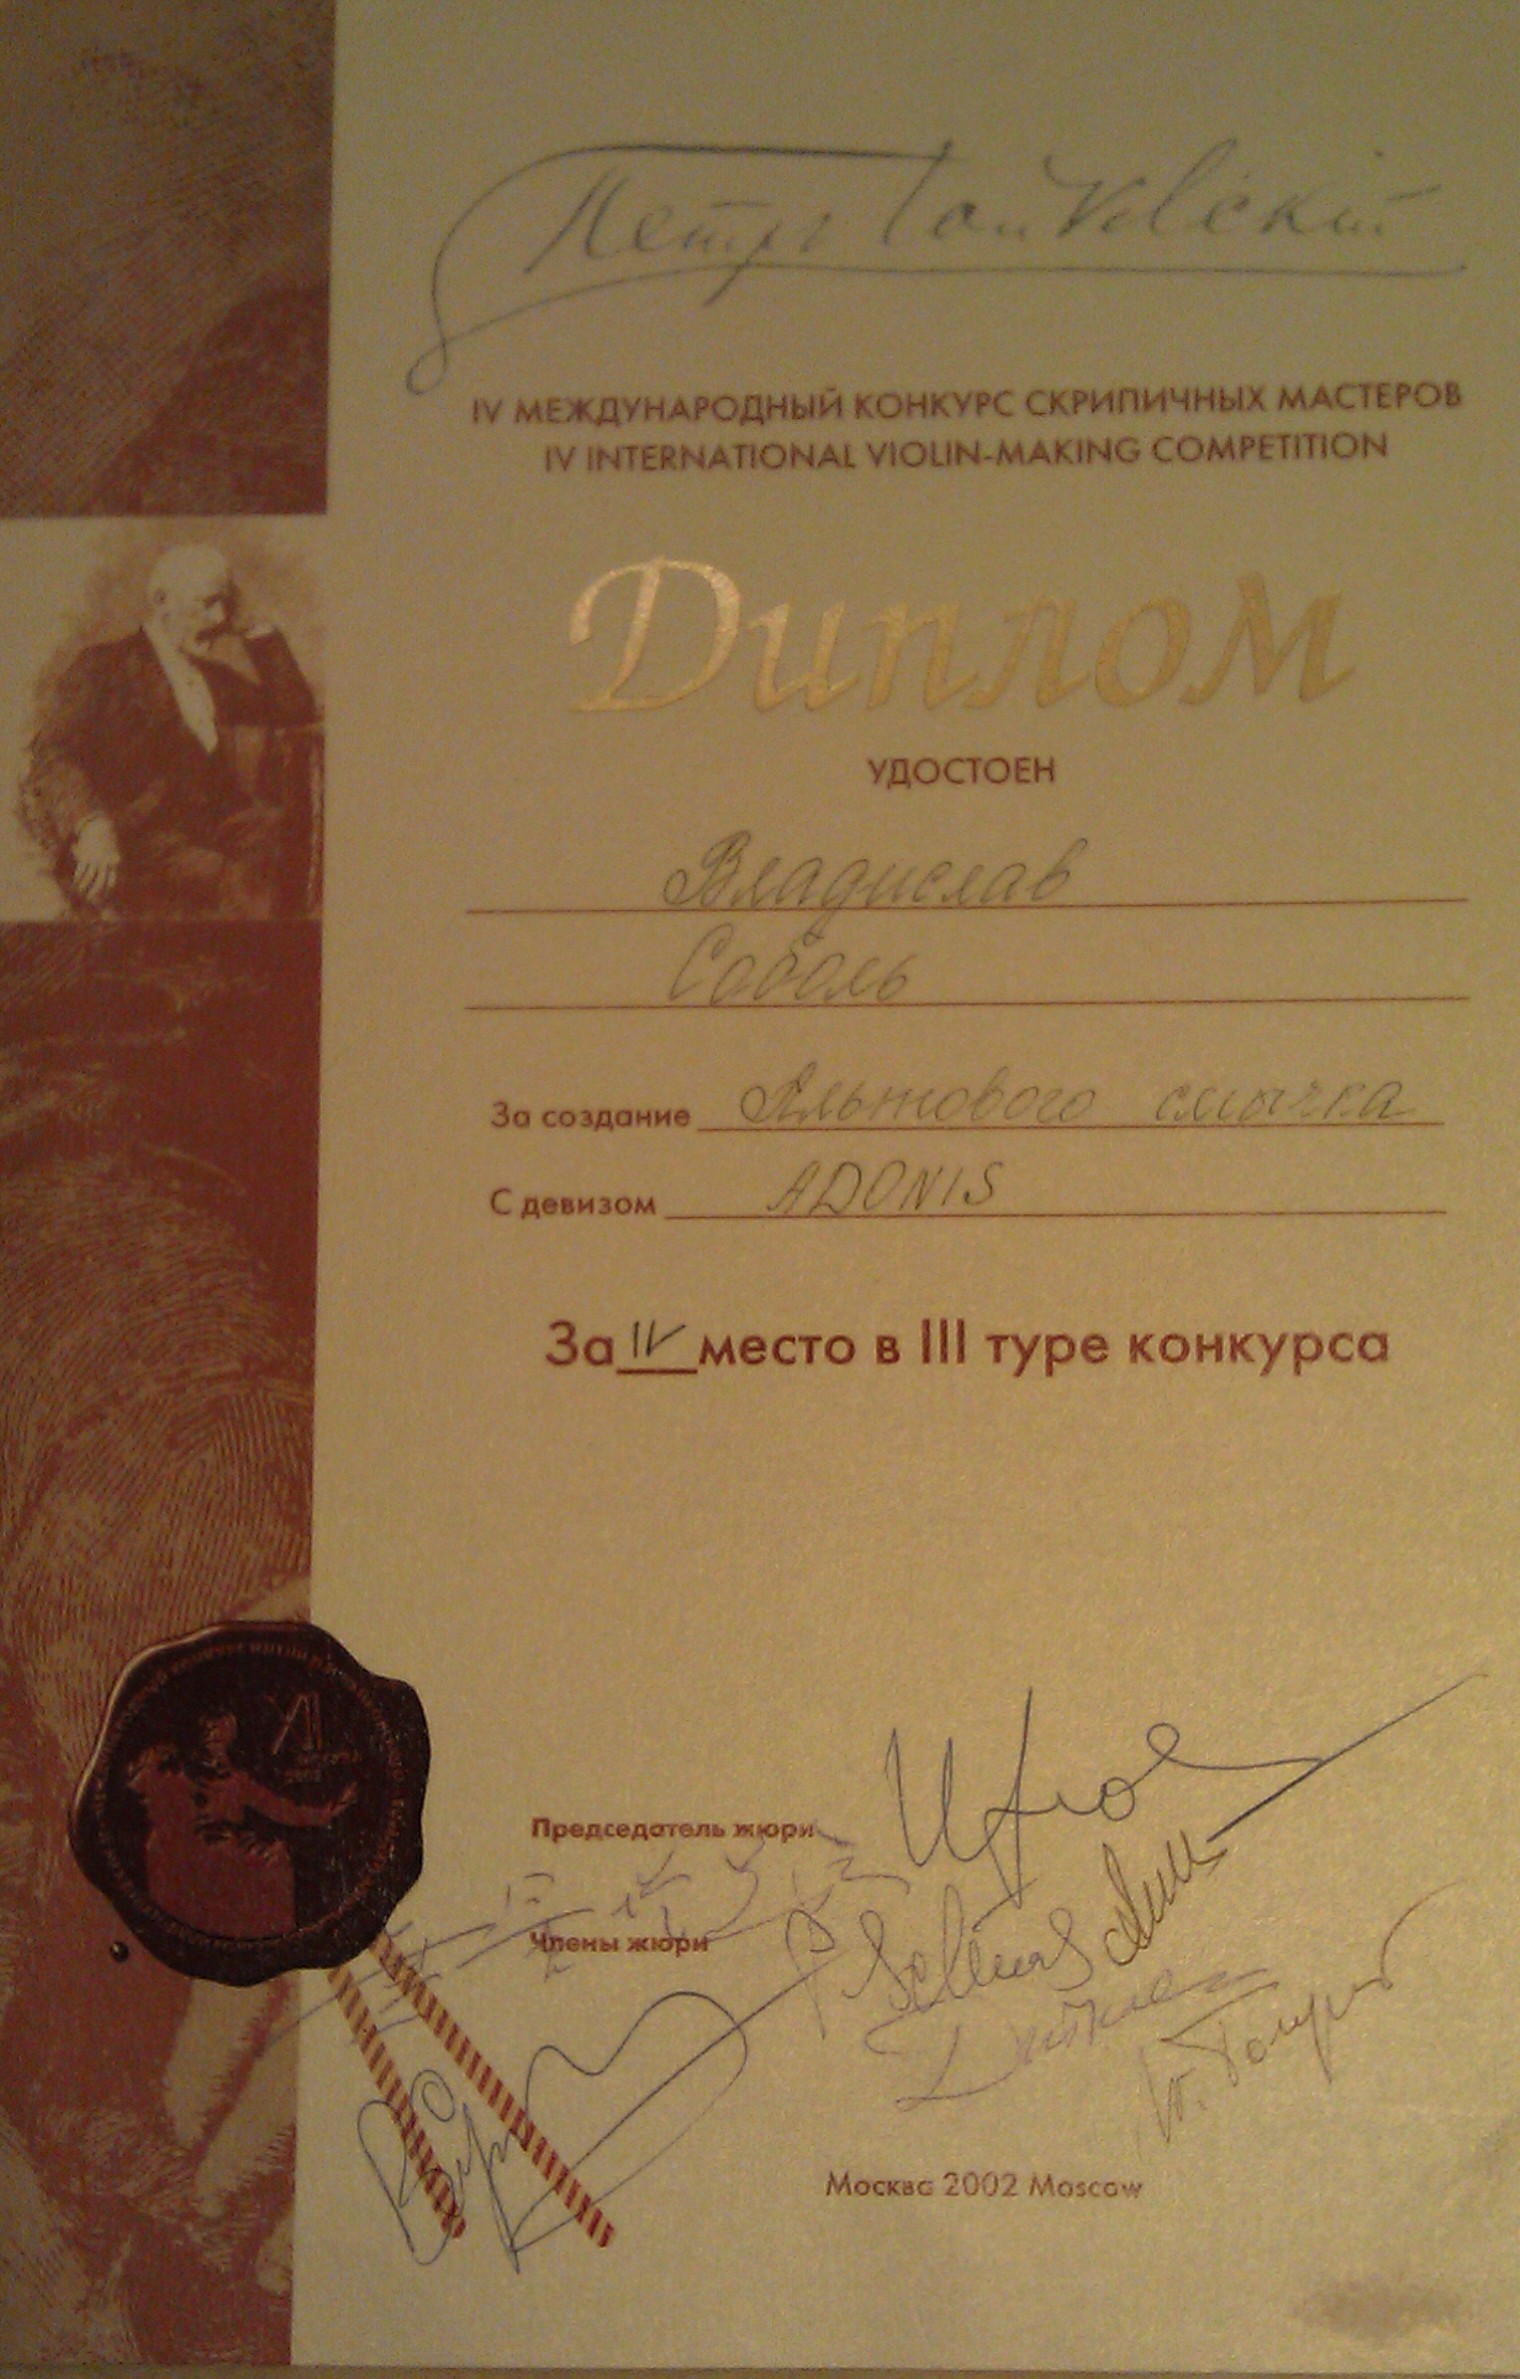 Петръ Чайковскій
IV МЕЖДУНАРОДНЫЙ КОНКУРС СКРИПИЧНЫХ МАСТЕРОВ
IV INTERNATIONAL VIOLIN-MAKING COMPETITION
Диплом
УДОСТОЕН
Владислав
Соболь
За создание Альтового смычка
С девизом ADONIS
За IV место в III туре конкурса
Председатель жюри
Члены жюри
Москва 2002 Moscow